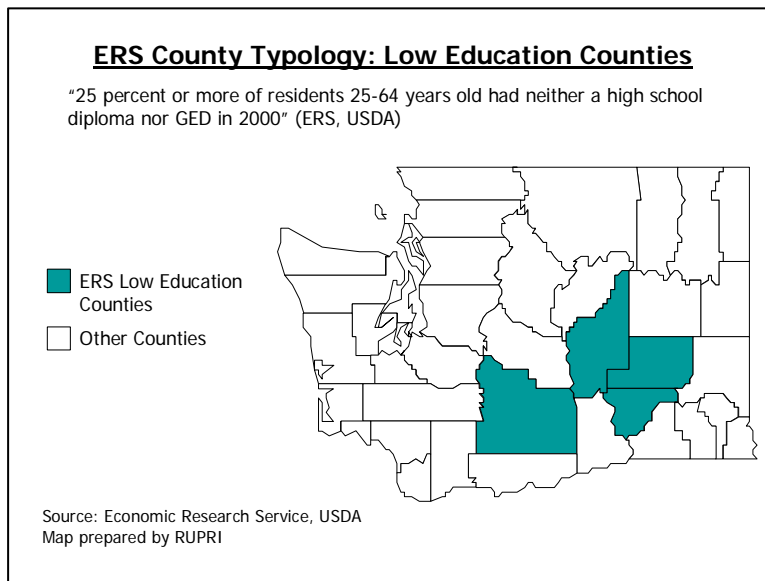 ERS County Typology: Low Education Counties
“25 percent or more of residents 25-64 years old had neither a high school
diploma nor GED in 2000” (ERS, USDA)
ERS Low Education
Counties
Other Counties
Source: Economic Research Service, USDA
Map prepared by RUPRI